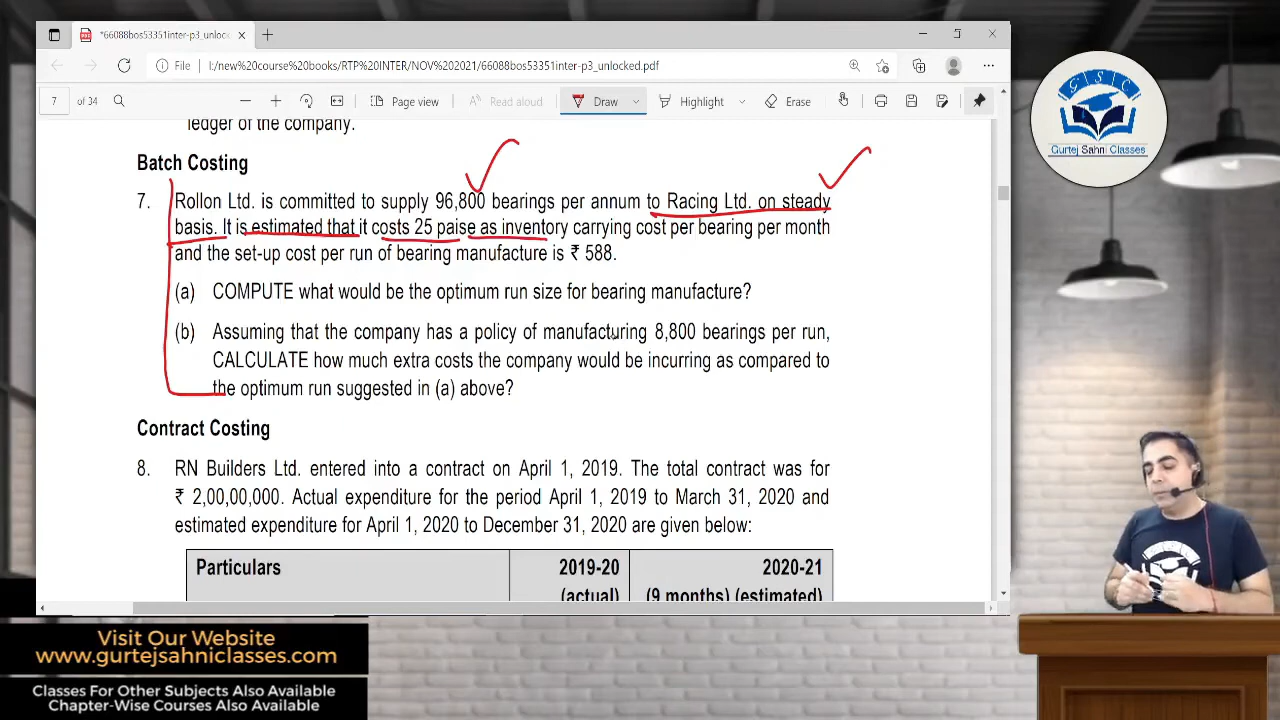 *66088bos53351inter-p3_unlock
File
I:/new%20course%20books/RTP%20INTER/NOV%202021/66088bos53351inter-p3_unlocked.pdf
7 of 34
Page view
Read aloud
Draw
Highlight
Erase
ledger of the company.
Batch Costing
7. Rollon Ltd. is committed to supply 96,800 bearings per annum to Racing Ltd. on steady
basis. It is estimated that it costs 25 paise as inventory carrying cost per bearing per month
and the set-up cost per run of bearing manufacture is ₹ 588.
(a) COMPUTE what would be the optimum run size for bearing manufacture?
(b) Assuming that the company has a policy of manufacturing 8,800 bearings per run,
CALCULATE how much extra costs the company would be incurring as compared to
the optimum run suggested in (a) above?
Contract Costing
8. RN Builders Ltd. entered into a contract on April 1, 2019. The total contract was for
₹ 2,00,00,000. Actual expenditure for the period April 1, 2019 to March 31, 2020 and
estimated expenditure for April 1, 2020 to December 31, 2020 are given below:
Particulars 2019-20 2020-21
(actual) (9 months) (estimated)
GSC
Gurtej Sahni Classes
Visit Our Website
www.gurtejsahniclasses.com
Classes For Other Subjects Also Available
Chapter-Wise Courses Also Available